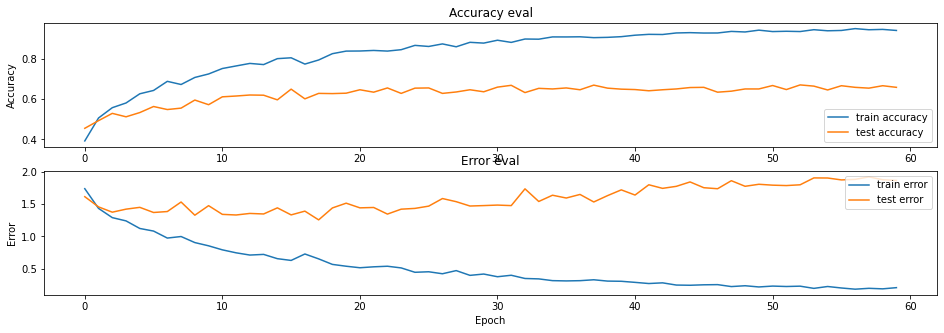 Accuracy eval
Accuracy
0.8
0.6
0.4
train accuracy
test accuracy
0 10 20 30 40 50 60
Error eval
Error
2.0
1.5
1.0
0.5
train error
test error
0 10 20 30 40 50 60
Epoch